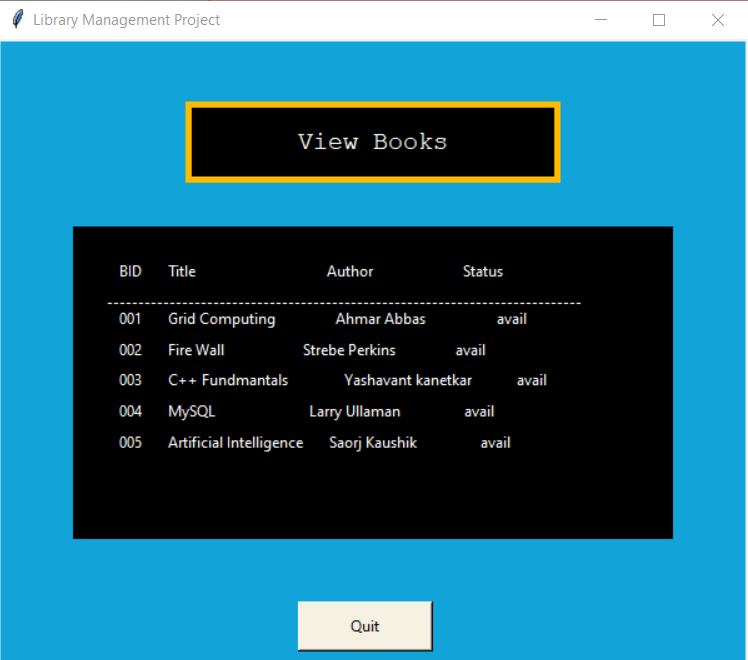 Library Management Project
View Books
BID Title Author Status
--------------------------------------------------------------------------------
001 Grid Computing Ahmar Abbas avail
002 Fire Wall Strebe Perkins avail
003 C++ Fundmantals Yashavant kanetkar avail
004 MySQL Larry Ullaman avail
005 Artificial Intelligence Saorj Kaushik avail
Quit